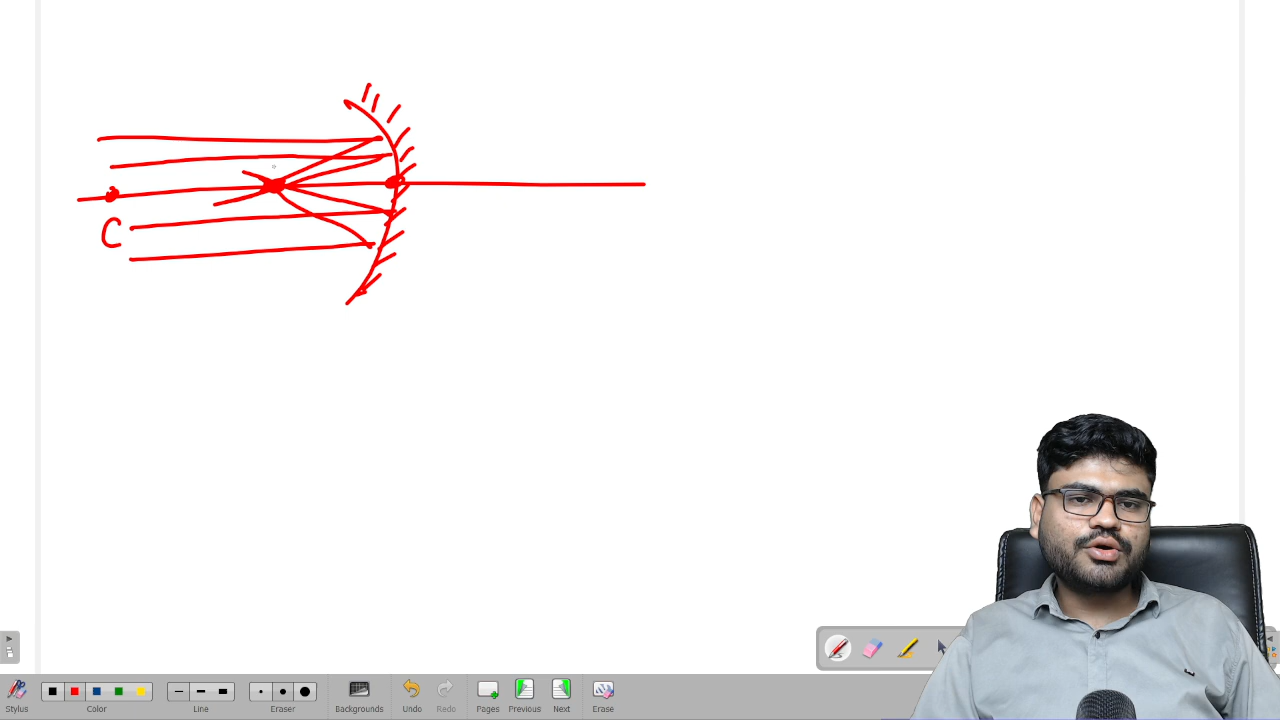 C
Stylus
Color
Line
Eraser
Backgrounds
Undo
Redo
Pages
Previous
Next
Erase